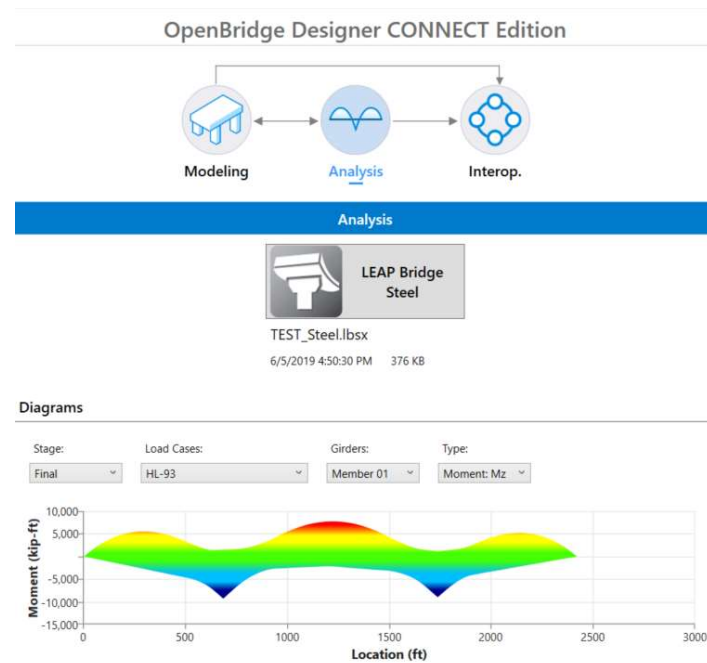 OpenBridge Designer CONNECT Edition
Modeling
Analysis
Interop.
Analysis
LEAP Bridge
Steel
TEST_Steel.lbsx
6/5/2019 4:50:30 PM 376 KB
Diagrams
Stage: Load Cases: Girders: Type:
Final HL-93 Member 01 Moment: Mz
Moment (kip-ft)
10,000
5,000
-5,000
-10,000
-15,000
0 500 1000 1500 2000 2500 3000
Location (ft)